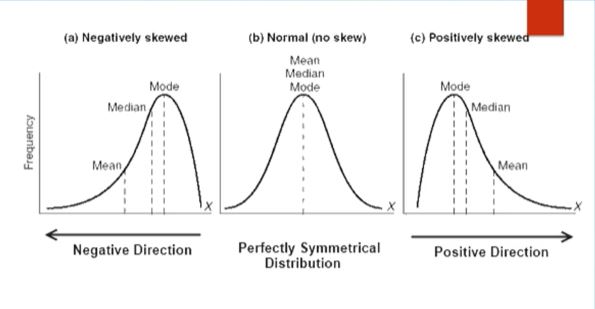 (a) Negatively skewed
(b) Normal (no skew)
(c) Positively skewed
Frequency
Mode
Median
Mean
X
Mean
Median
Mode
X
Mode
Median
Mean
X
Negative Direction
Perfectly Symmetrical
Distribution
Positive Direction